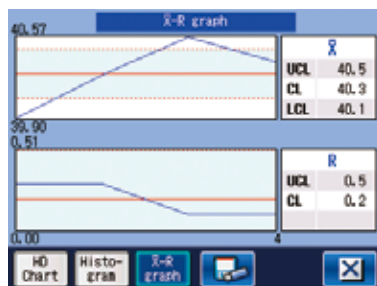 X̄-R graph
40.57
X̄
UCL 40.5
CL 40.3
LCL 40.1
39.90
0.51
R
UCL 0.5
CL 0.2
0.00
4
HD Chart
Histo-gram
X̄-R graph